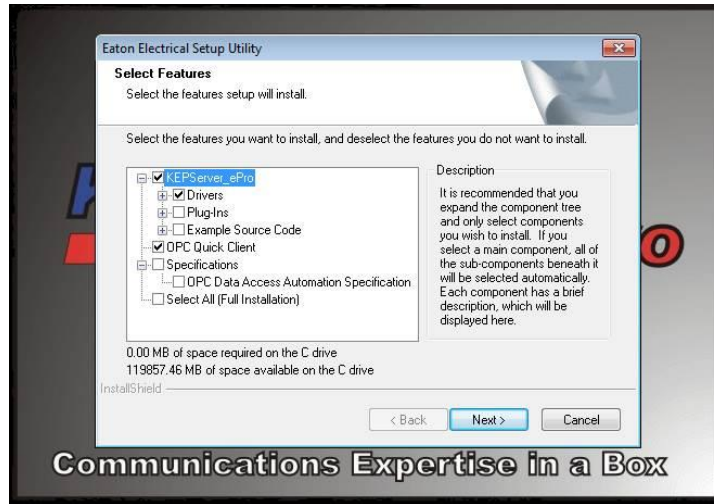 Eaton Electrical Setup Utility
Select Features
Select the features setup will install.
Select the features you want to install, and deselect the features you do not want to install.
KEPServer_ePro
Drivers
Plug-Ins
Example Source Code
OPC Quick Client
Specifications
OPC Data Access Automation Specification
Select All (Full Installation)
Description
It is recommended that you
expand the component tree
and only select components
you wish to install. If you
select a main component, all of
the sub-components beneath it
will be selected automatically.
Each component has a brief
description, which will be
displayed here.
0.00 MB of space required on the C drive
119857.46 MB of space available on the C drive
InstallShield
< Back
Next >
Cancel
Communications Expertise in a Box